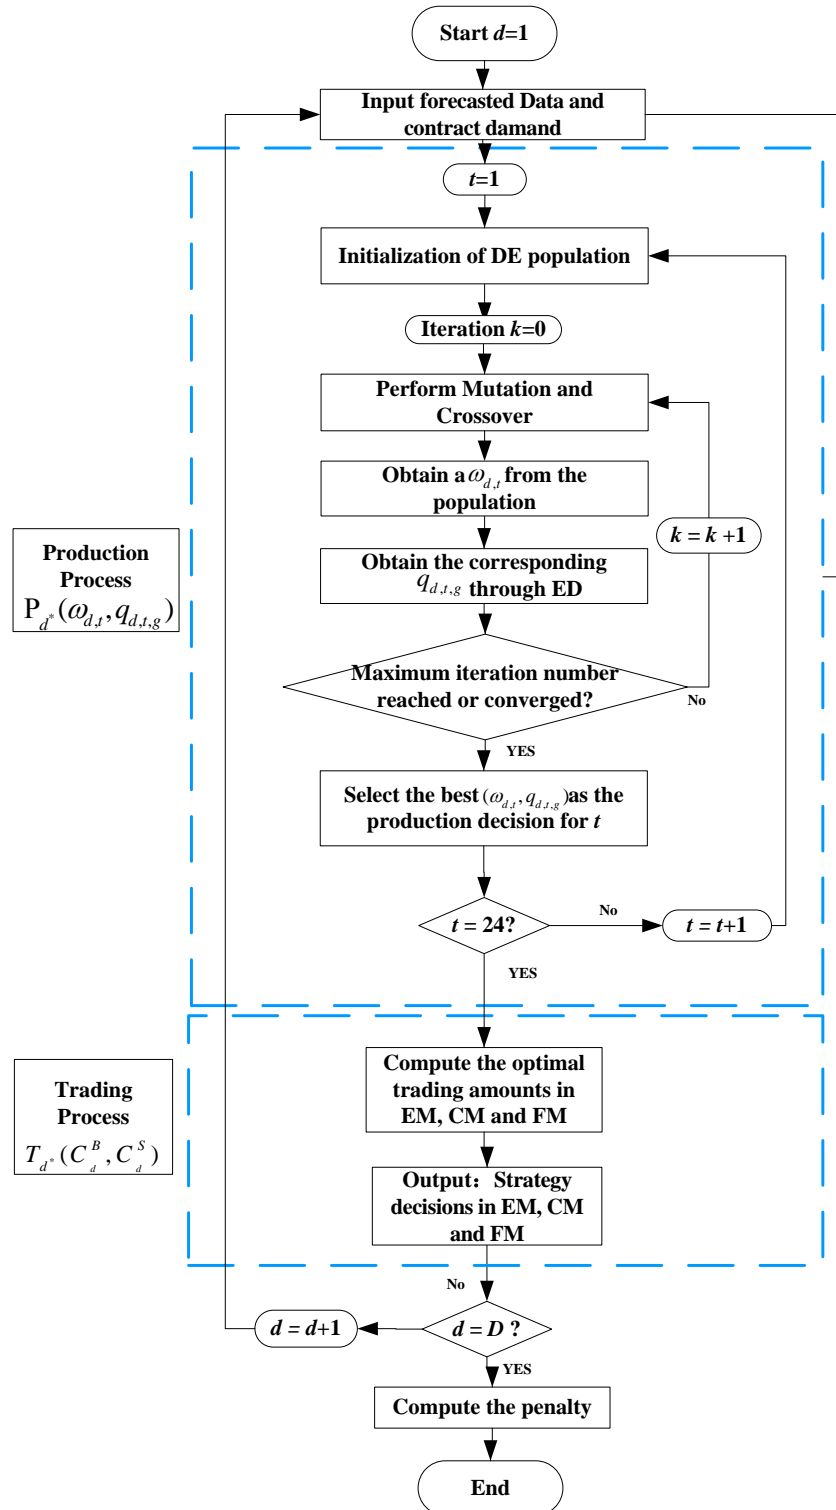 Start d=1
Input forecasted Data and
contract damand
t=1
Initialization of DE population
Iteration k=0
Perform Mutation and
Crossover
Obtain a ω_{d,t} from the
population
k = k +1
Obtain the corresponding
q_{d,t,g} through ED
Production
Process
P_{d*}(ω_{d,t}, q_{d,t,g})
Maximum iteration number
reached or converged?
No
YES
Select the best (ω_{d,t}, q_{d,t,g}) as the
production decision for t
t = 24?
No
t = t+1
YES
Compute the optimal
trading amounts in
EM, CM and FM
Trading
Process
T_{d*}(C_d^B, C_d^S)
Output：Strategy
decisions in EM, CM
and FM
No
d = d+1
d = D ?
YES
Compute the penalty
End